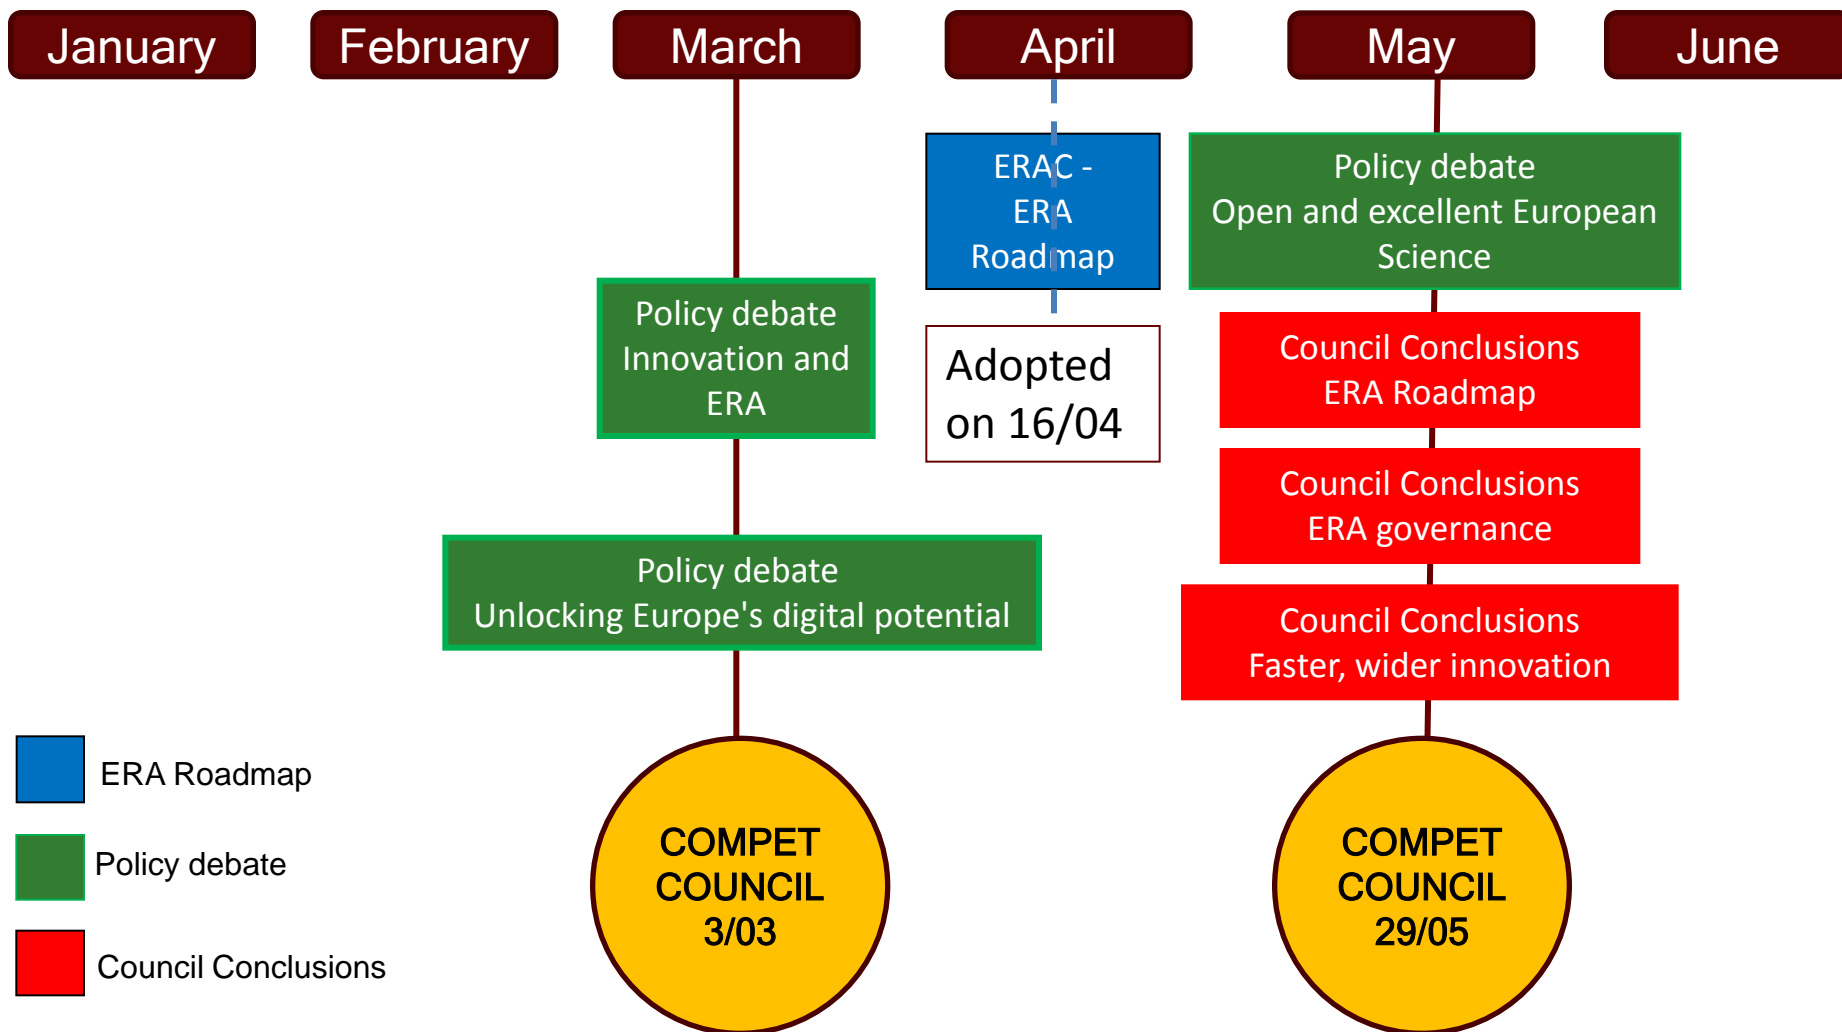 January
February
March
April
May
June
ERAC -
ERA
Roadmap
Adopted
on 16/04
Policy debate
Innovation and
ERA
Policy debate
Unlocking Europe's digital potential
COMPET
COUNCIL
3/03
Policy debate
Open and excellent European
Science
Council Conclusions
ERA Roadmap
Council Conclusions
ERA governance
Council Conclusions
Faster, wider innovation
COMPET
COUNCIL
29/05
ERA Roadmap
Policy debate
Council Conclusions